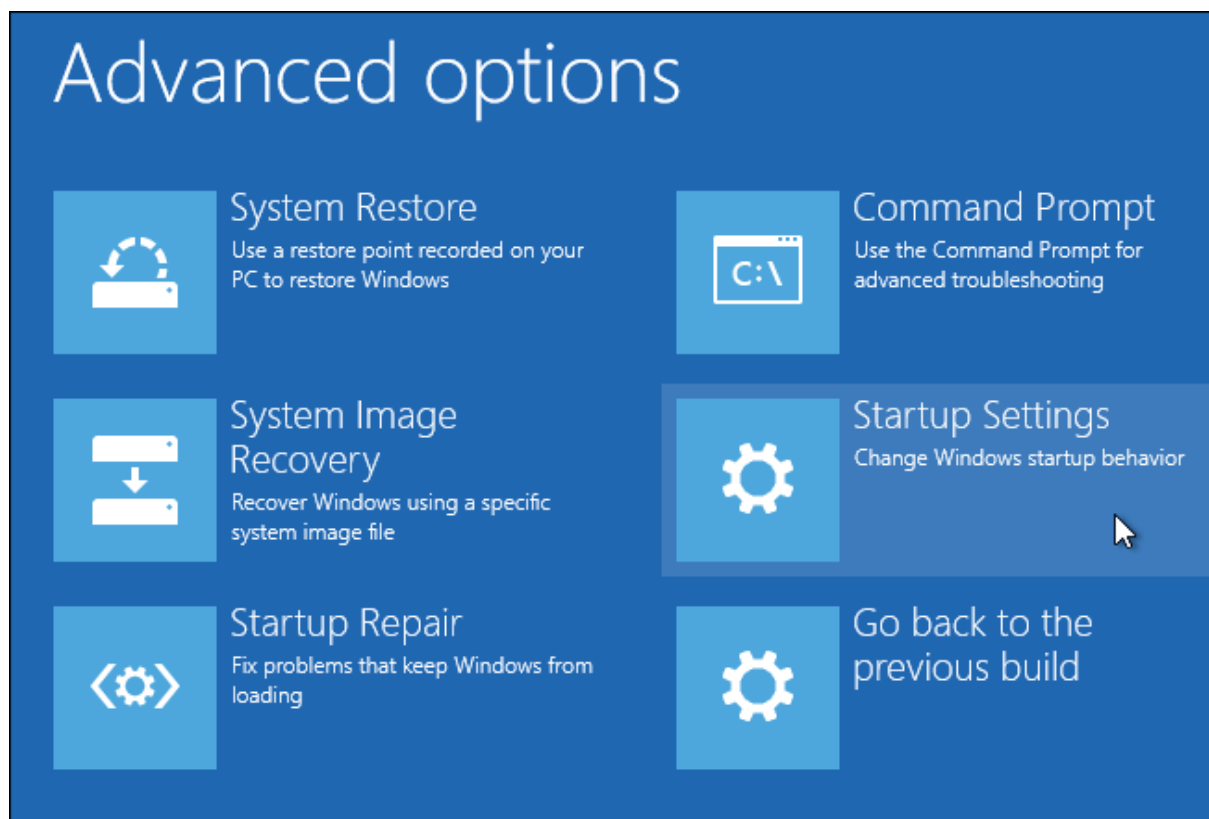 Advanced options
System Restore
Use a restore point recorded on your
PC to restore Windows
System Image
Recovery
Recover Windows using a specific
system image file
Startup Repair
Fix problems that keep Windows from
loading
C:\
Command Prompt
Use the Command Prompt for
advanced troubleshooting
Startup Settings
Change Windows startup behavior
Go back to the
previous build